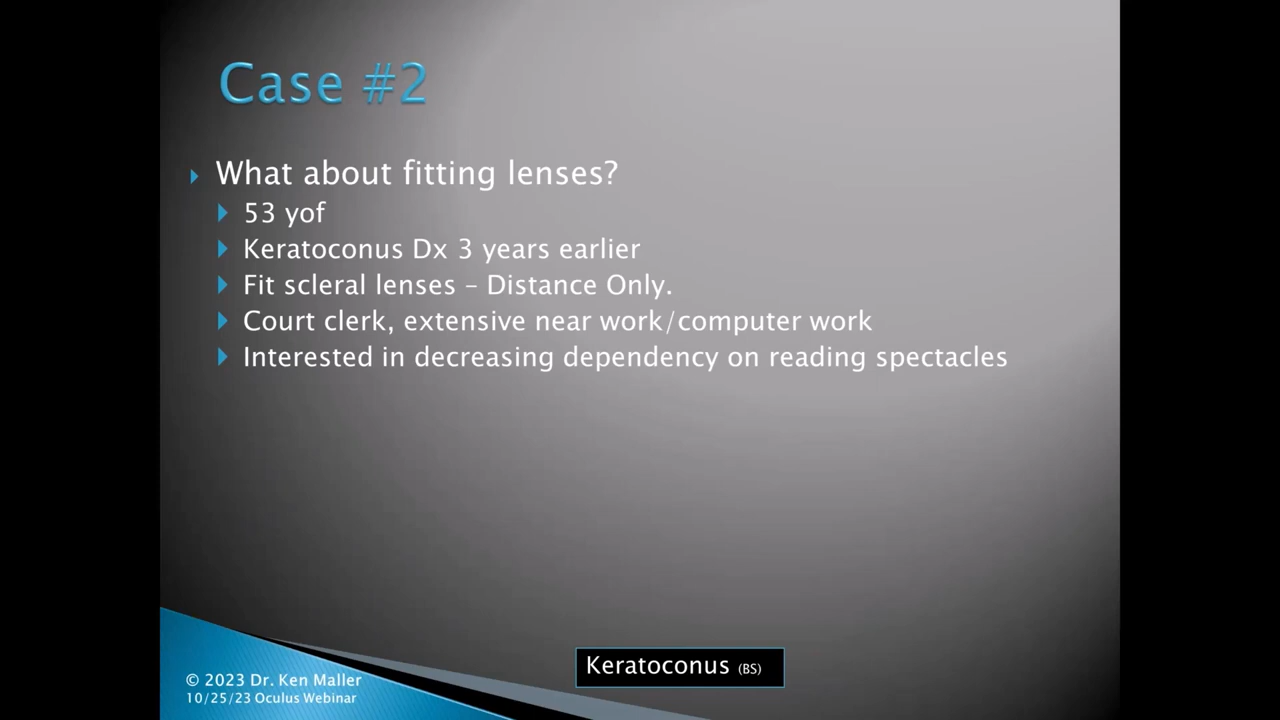 Case #2
What about fitting lenses?
53 yof
Keratoconus Dx 3 years earlier
Fit scleral lenses – Distance Only.
Court clerk, extensive near work/computer work
Interested in decreasing dependency on reading spectacles
Keratoconus (BS)
© 2023 Dr. Ken Maller
10/25/23 Oculus Webinar